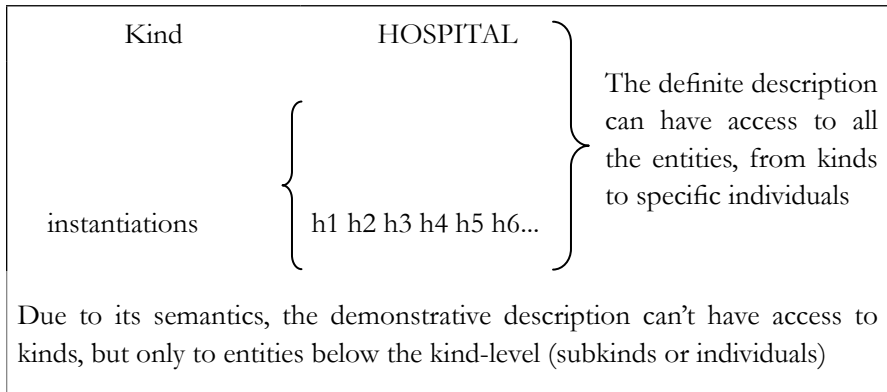 Kind HOSPITAL
The definite description
can have access to all
the entities, from kinds
to specific individuals
instantiations h1 h2 h3 h4 h5 h6...
Due to its semantics, the demonstrative description can't have access to
kinds, but only to entities below the kind-level (subkinds or individuals)